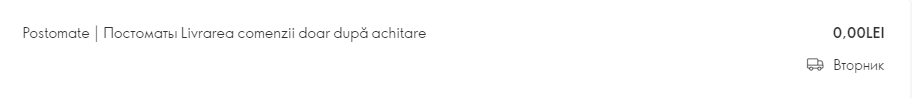 Postomate | Постоматы Livrarea comenzii doar după achitare
0,00LEI
Вторник